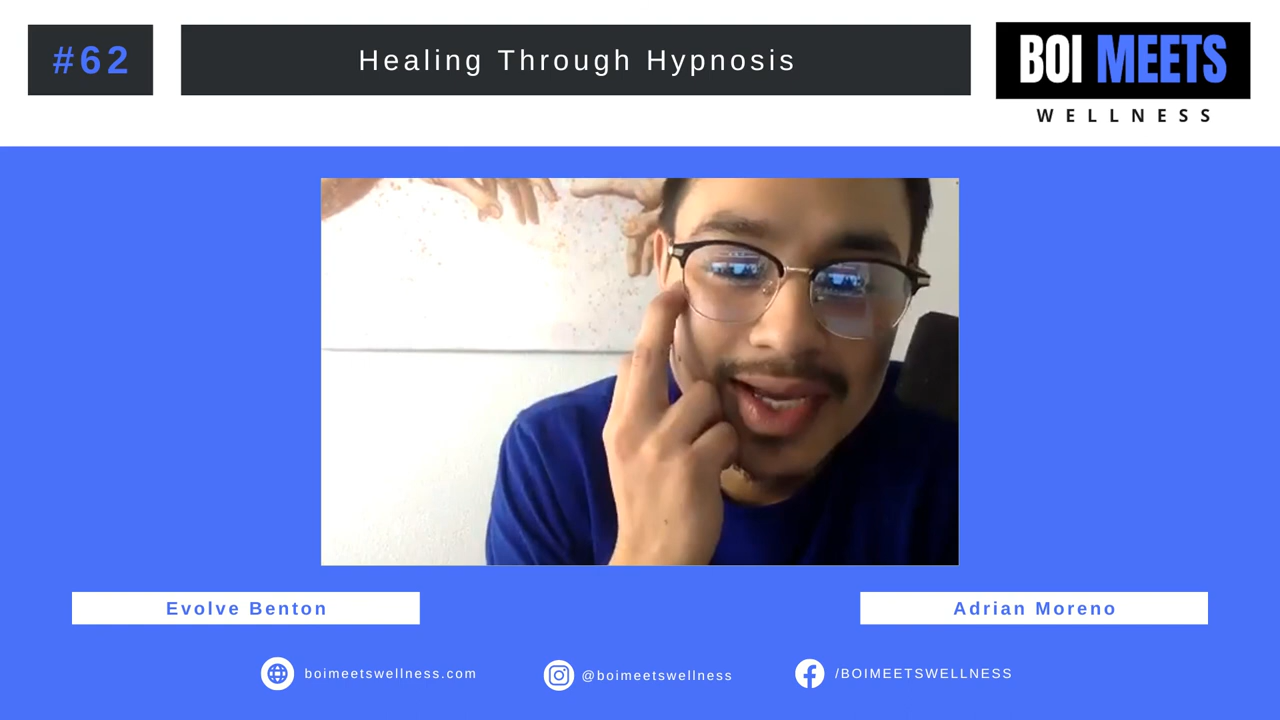 #62
Healing Through Hypnosis
BOI MEETS
WELLNESS
Evolve Benton
Adrian Moreno
boimeetswellness.com
@boimeetswellness
/BOIMEETSWELLNESS